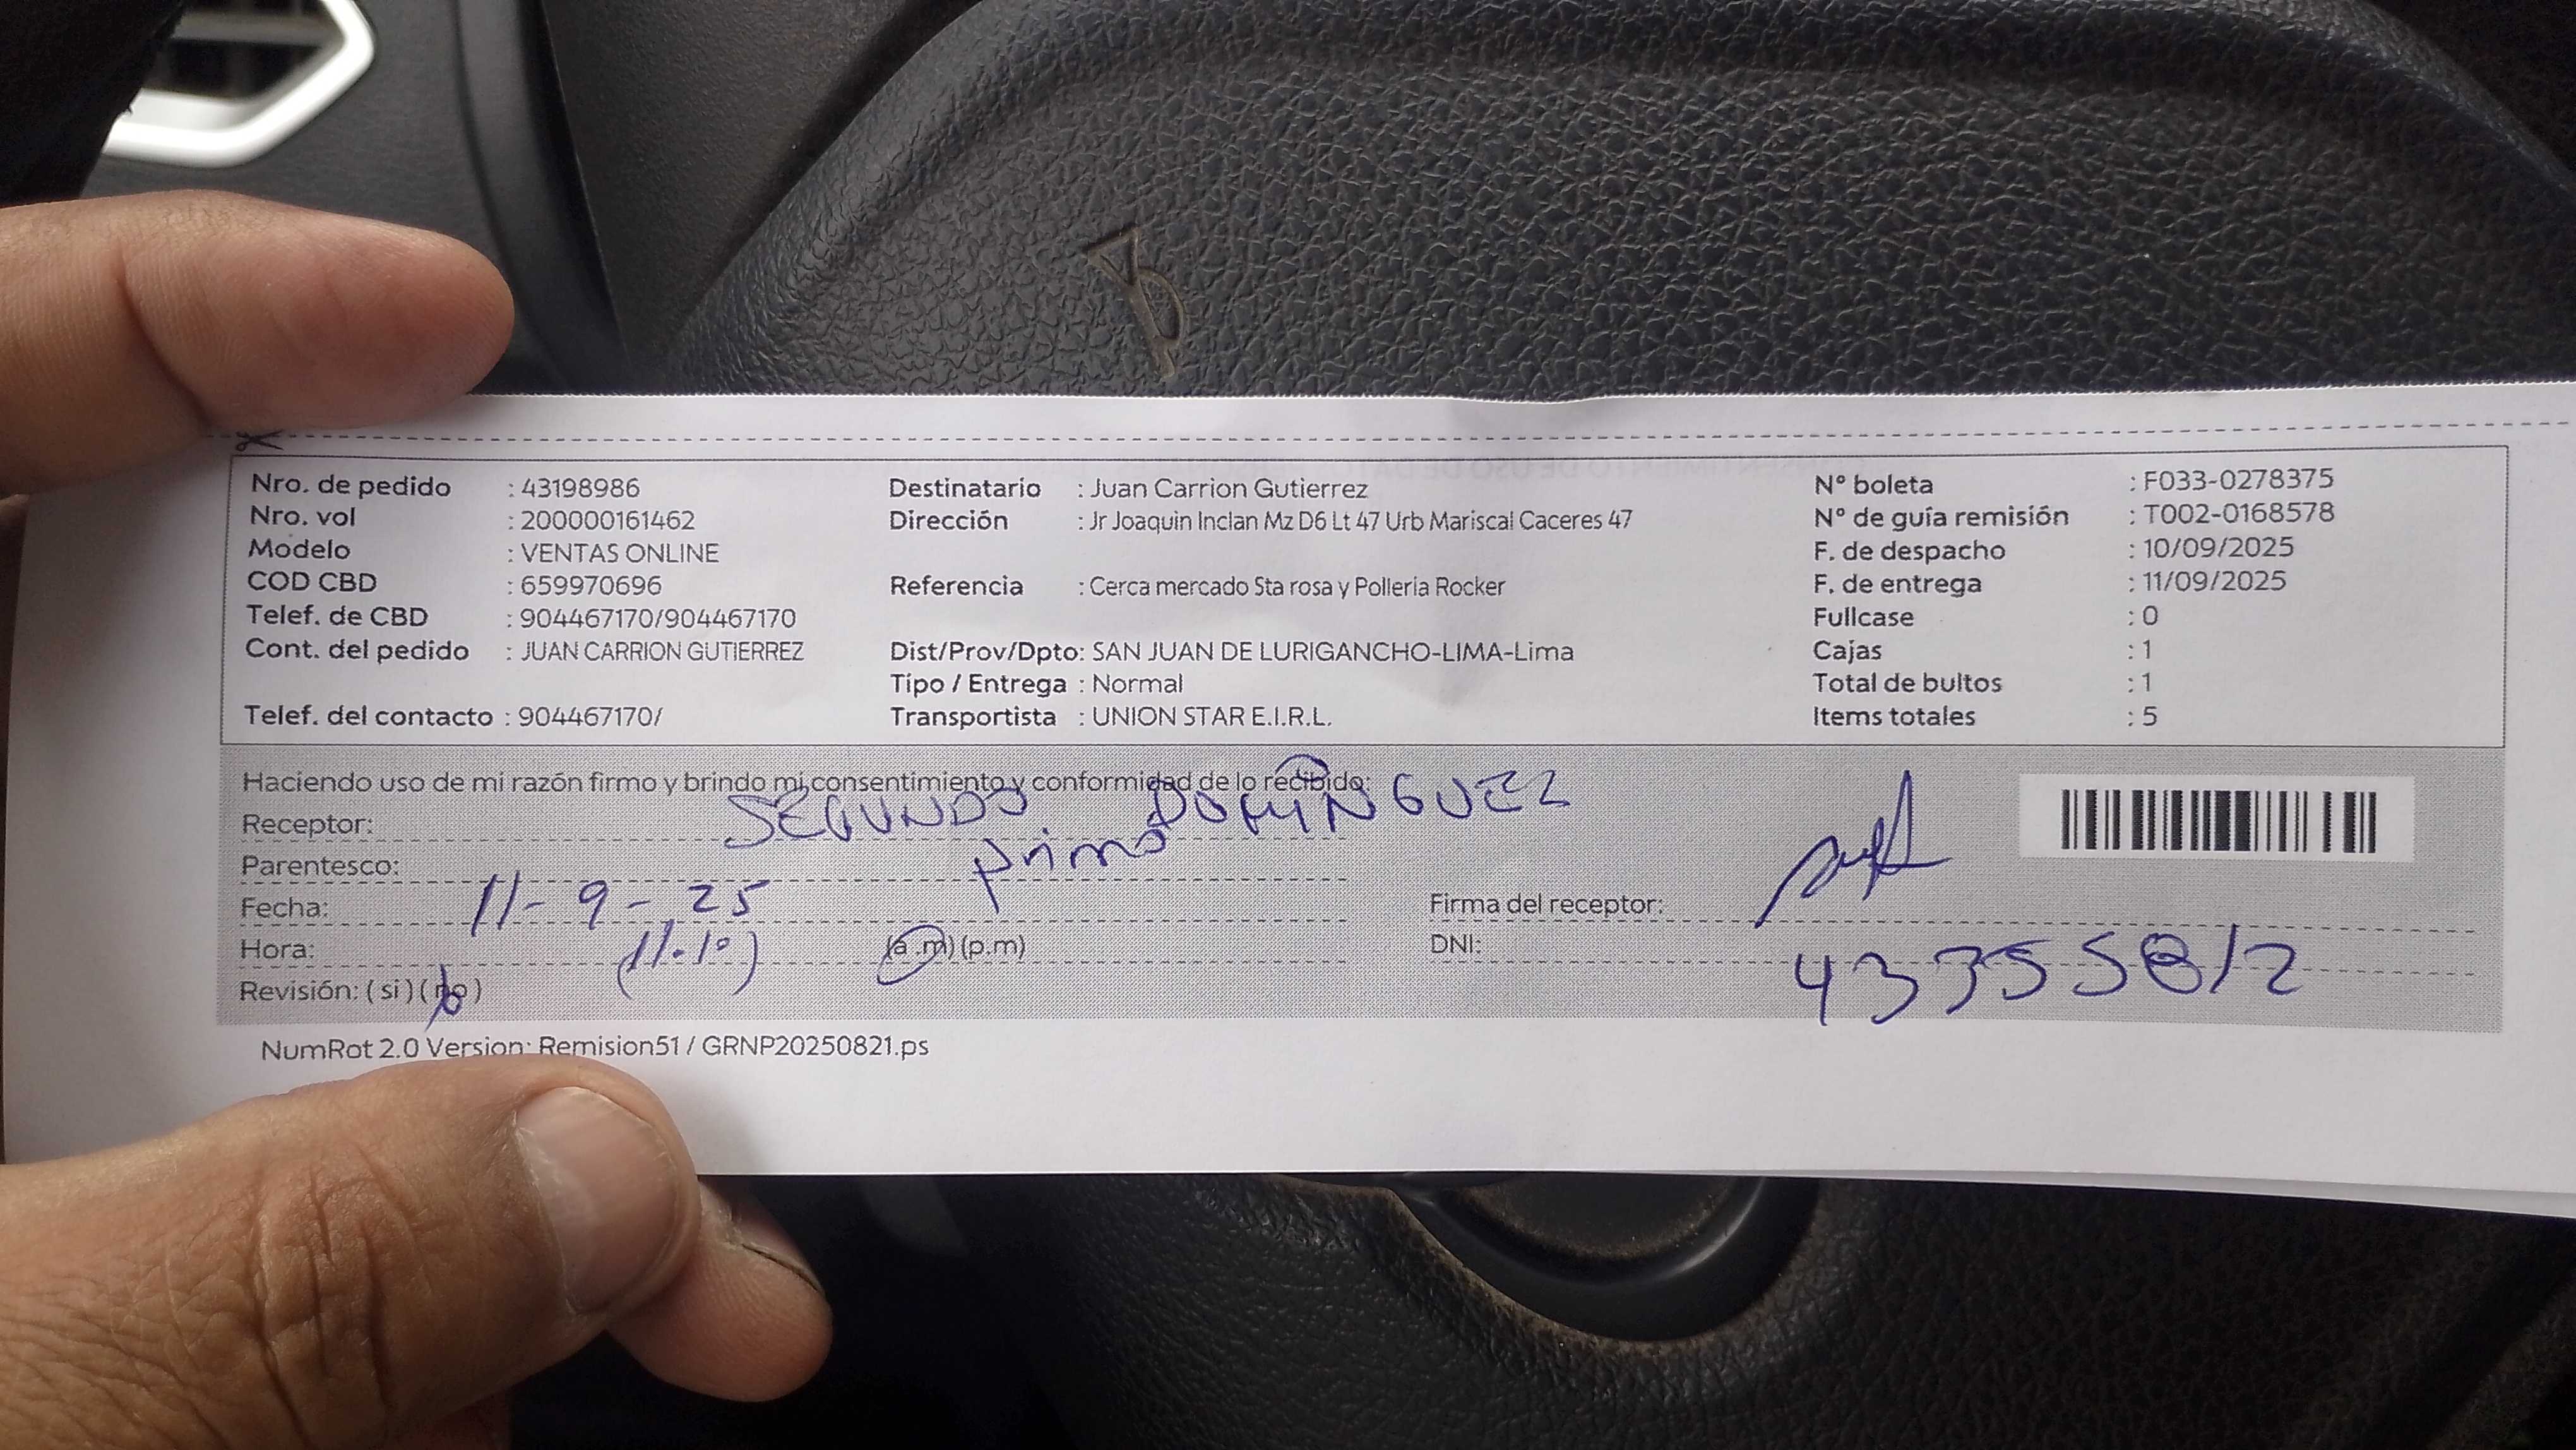 Nro. de pedido : 43198986 Destinatario : Juan Carrion Gutierrez N° boleta : F033-0278375
Nro. vol : 200000161462 Dirección : Jr Joaquin Inclan Mz D6 Lt 47 Urb Mariscal Caceres 47 N° de guía remisión : T002-0168578
Modelo : VENTAS ONLINE F. de despacho : 10/09/2025
COD CBD : 659970696 Referencia : Cerca mercado Sta rosa y Polleria Rocker F. de entrega : 11/09/2025
Telef. de CBD : 904467170/904467170 Fullcase : 0
Cont. del pedido : JUAN CARRION GUTIERREZ Dist/Prov/Dpto: SAN JUAN DE LURIGANCHO-LIMA-Lima Cajas : 1
Tipo / Entrega : Normal Total de bultos : 1
Telef. del contacto : 904467170/ Transportista : UNION STAR E.I.R.L. Items totales : 5
Haciendo uso de mi razón firmo y brindo mi consentimiento y conformidad de lo recibido:
Receptor: SEGUNDO DOMINGUEZ
Parentesco: primo
Fecha: 11-9-25 Firma del receptor:
Hora: (11.10) (a.m)(p.m) DNI: 43355812
Revisión: (si)(no)
NumRot 2.0 Version: Remision51 / GRNP20250821.ps